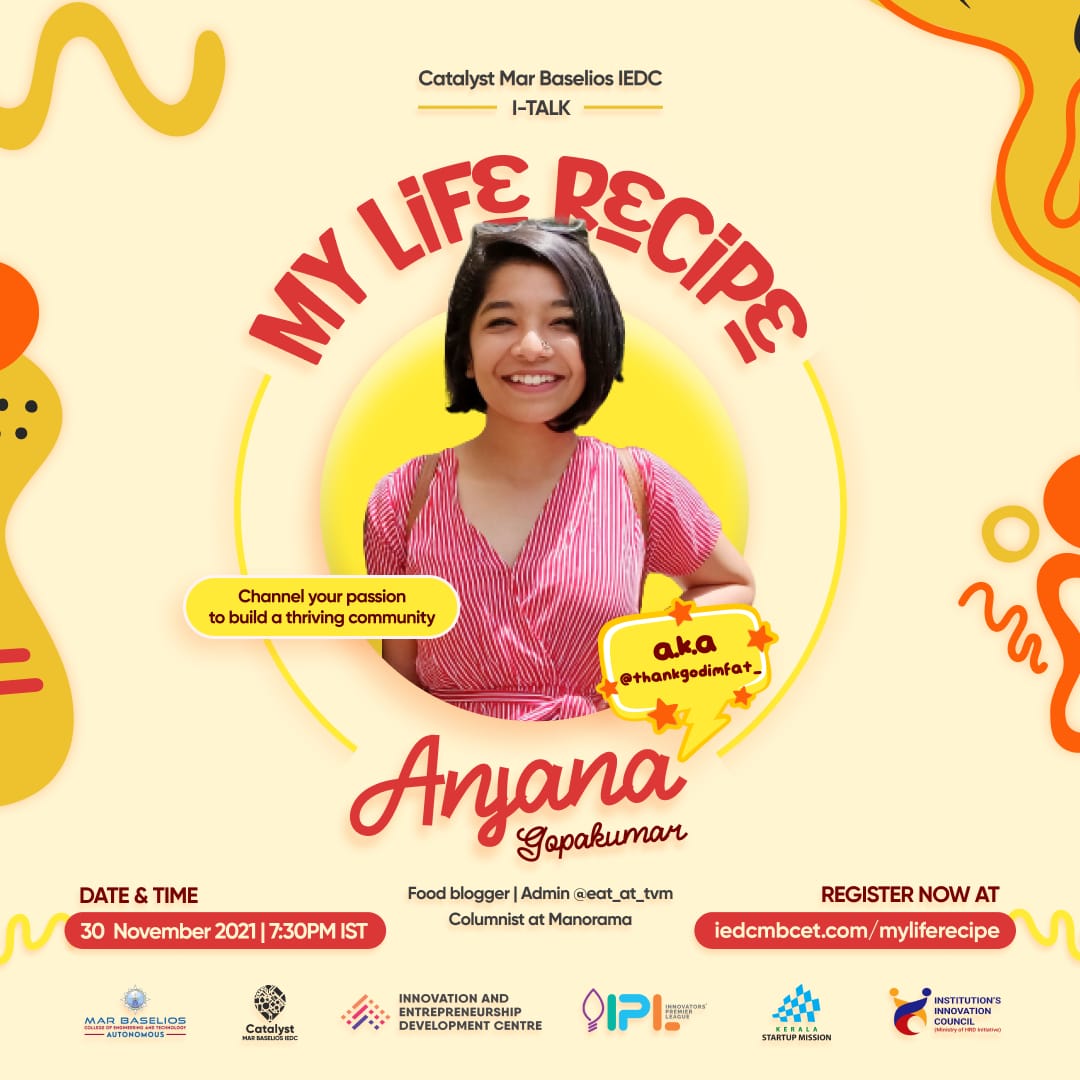 Catalyst Mar Baselios IEDC
I-TALK
MY LiFE RECiPE
Channel your passion
to build a thriving community
a.k.a
@thankgodimfat_
Anjana
Gopakumar
DATE & TIME
30 November 2021 | 7:30PM IST
Food blogger | Admin @eat_at_tvm
Columnist at Manorama
REGISTER NOW AT
iedcmbcet.com/myliferecipe
MAR BASELIOS
COLLEGE OF ENGINEERING AND TECHNOLOGY
AUTONOMOUS
Catalyst
MAR BASELIOS IEDC
INNOVATION AND
ENTREPRENEURSHIP
DEVELOPMENT CENTRE
IPL
INNOVATORS'
PREMIER
LEAGUE
KERALA
STARTUP MISSION
INSTITUTION'S
INNOVATION
COUNCIL
(Ministry of HRD Initiative)